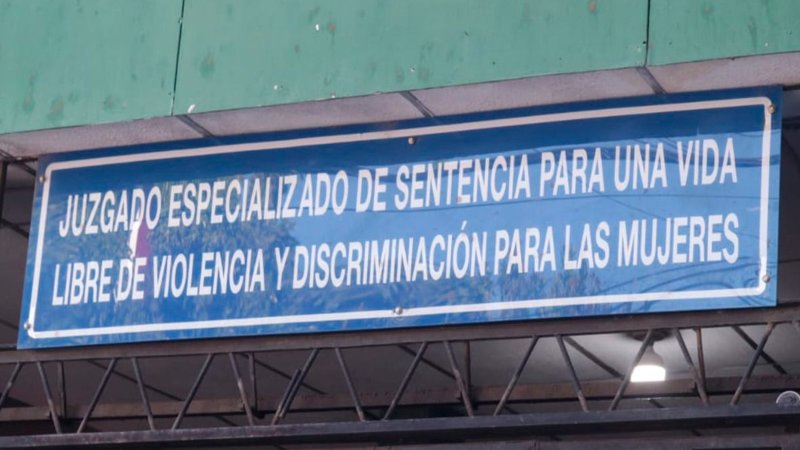 JUZGADO ESPECIALIZADO DE SENTENCIA PARA UNA VIDA
LIBRE DE VIOLENCIA Y DISCRIMINACIÓN PARA LAS MUJERES